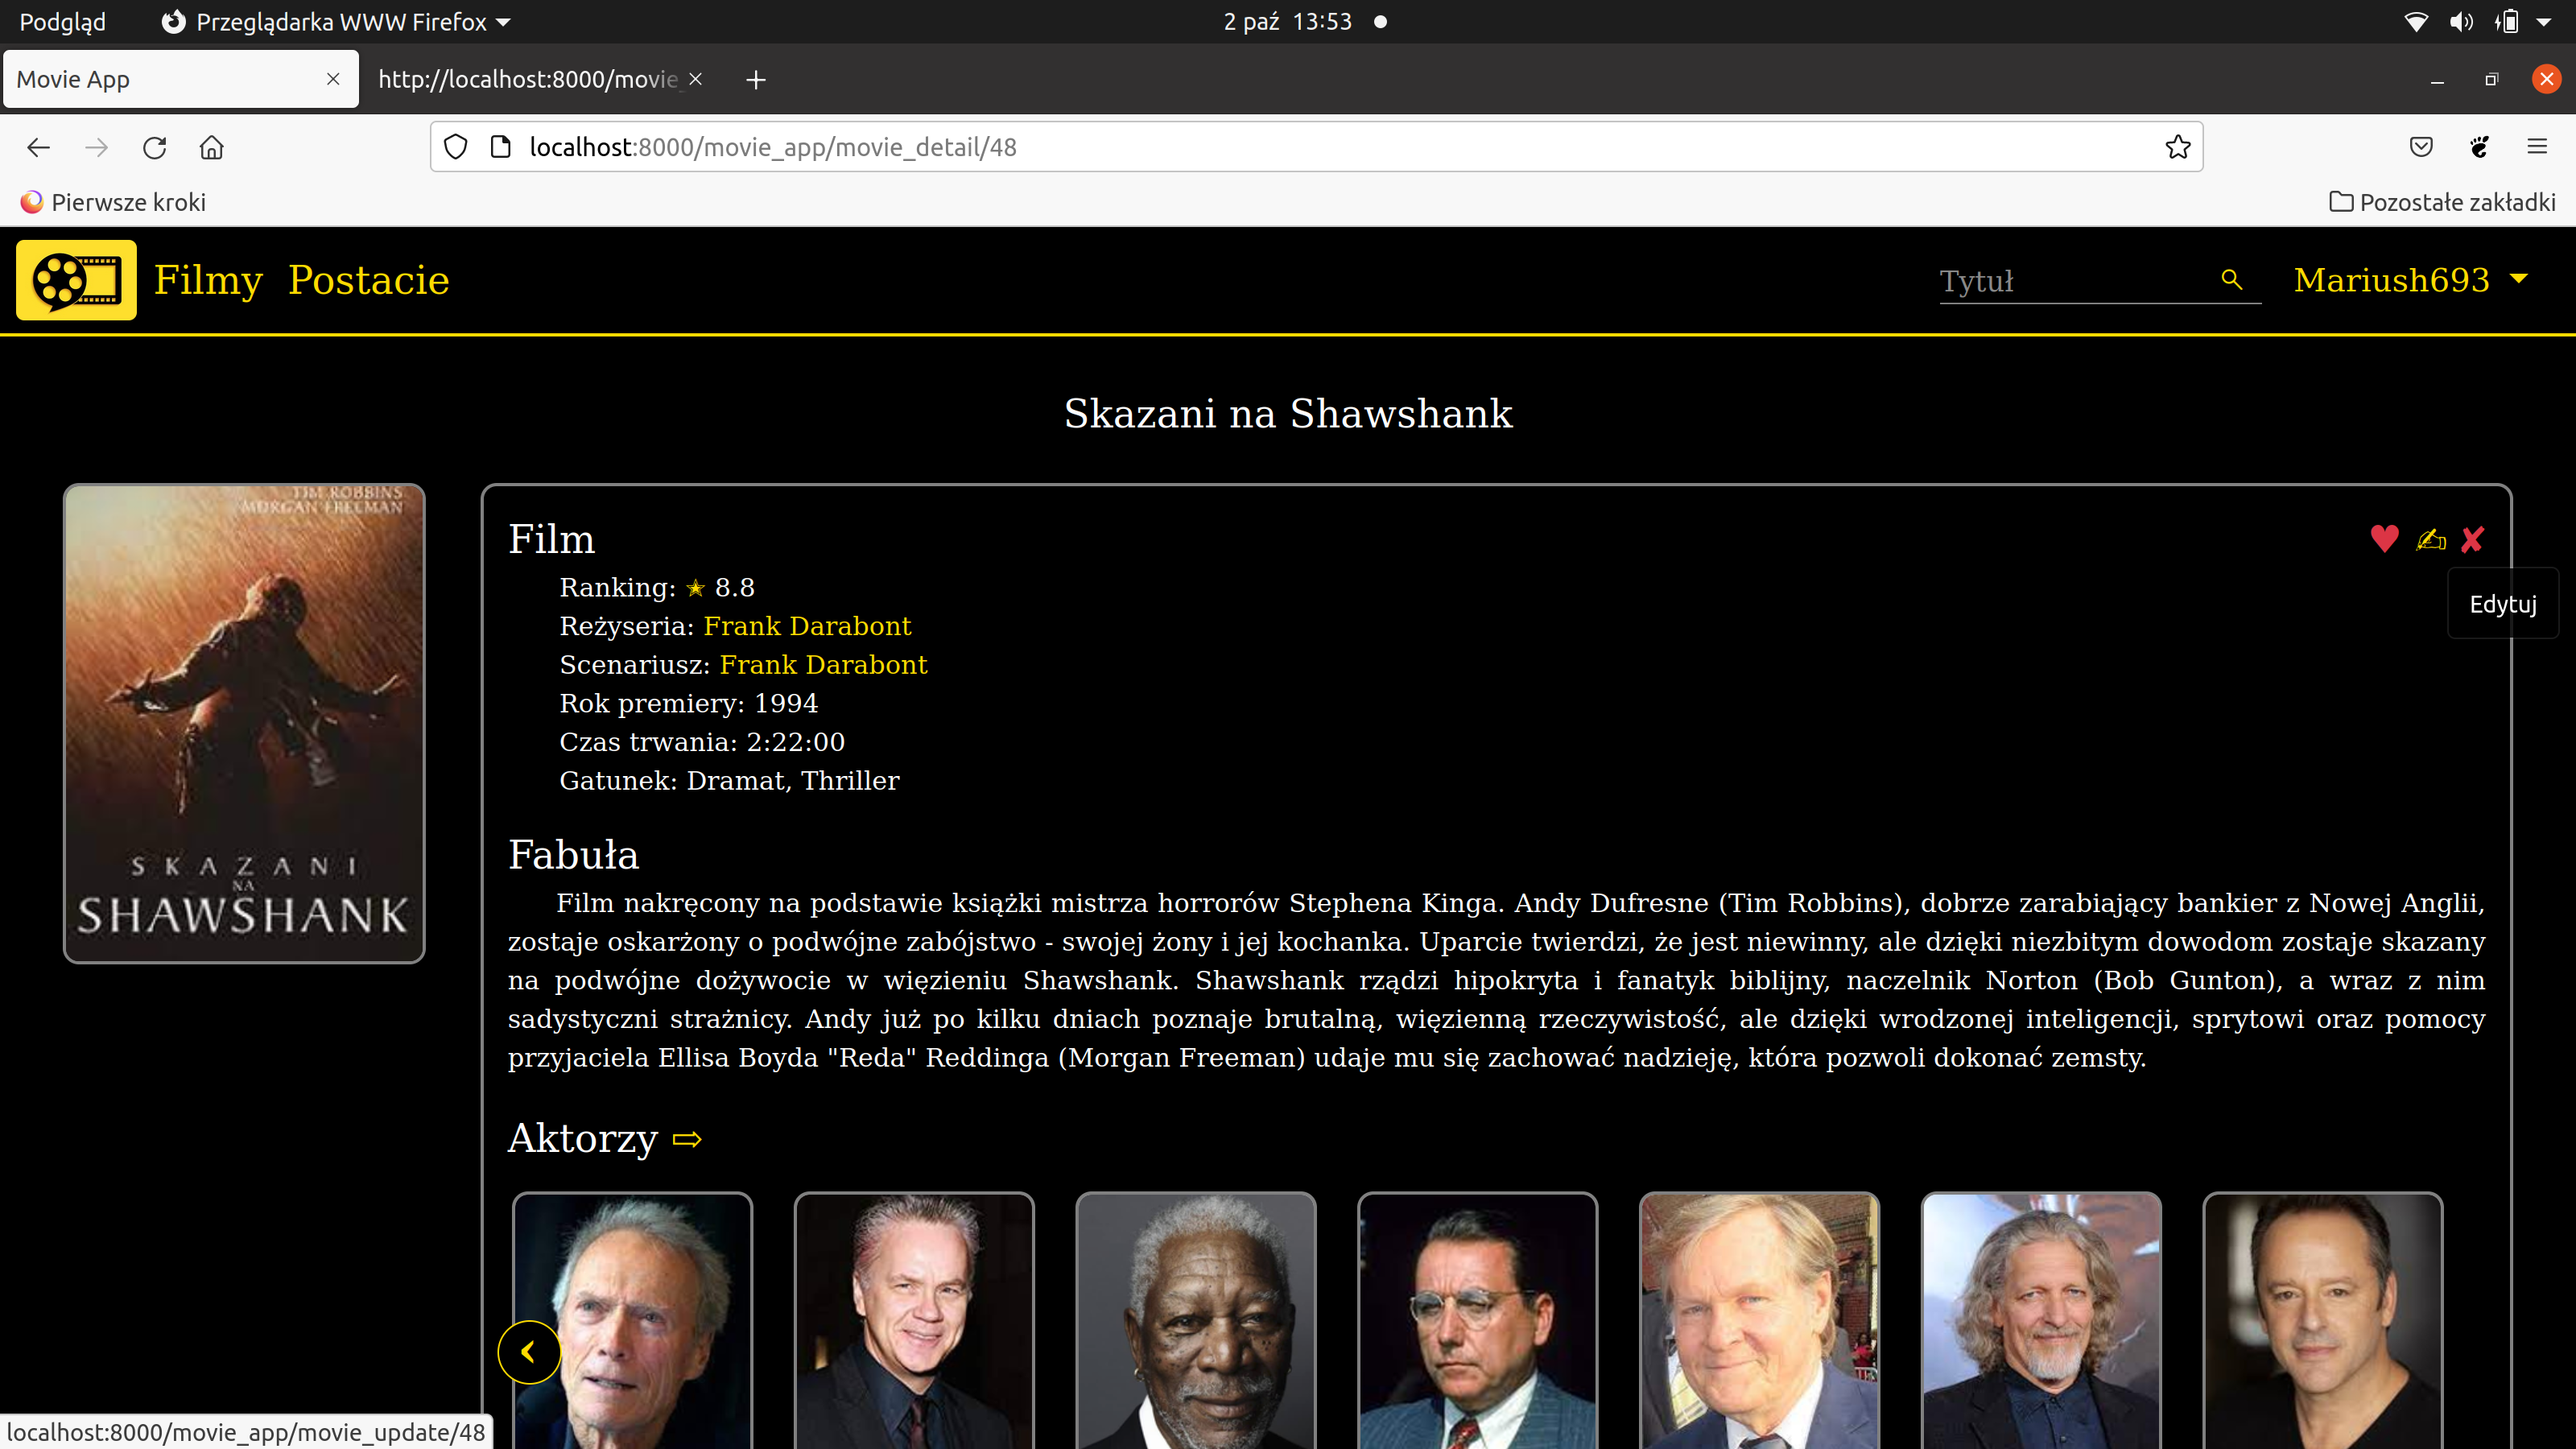 Podgląd
Przeglądarka WWW Firefox
2 paź 13:53
Movie App
http://localhost:8000/movie_
localhost:8000/movie_app/movie_detail/48
Pierwsze kroki
Pozostałe zakładki
Filmy Postacie
Tytuł
Mariush693
Skazani na Shawshank
TIM ROBBINS
MORGAN FREEMAN
SKAZANI
NA
SHAWSHANK
Film
Edytuj
Ranking: ★ 8.8
Reżyseria: Frank Darabont
Scenariusz: Frank Darabont
Rok premiery: 1994
Czas trwania: 2:22:00
Gatunek: Dramat, Thriller
Fabuła
Film nakręcony na podstawie książki mistrza horrorów Stephena Kinga. Andy Dufresne (Tim Robbins), dobrze zarabiający bankier z Nowej Anglii,
zostaje oskarżony o podwójne zabójstwo - swojej żony i jej kochanka. Uparcie twierdzi, że jest niewinny, ale dzięki niezbitym dowodom zostaje skazany
na podwójne dożywocie w więzieniu Shawshank. Shawshank rządzi hipokryta i fanatyk biblijny, naczelnik Norton (Bob Gunton), a wraz z nim
sadystyczni strażnicy. Andy już po kilku dniach poznaje brutalną, więzienną rzeczywistość, ale dzięki wrodzonej inteligencji, sprytowi oraz pomocy
przyjaciela Ellisa Boyda "Reda" Reddinga (Morgan Freeman) udaje mu się zachować nadzieję, która pozwoli dokonać zemsty.
Aktorzy ⇨
localhost:8000/movie_app/movie_update/48